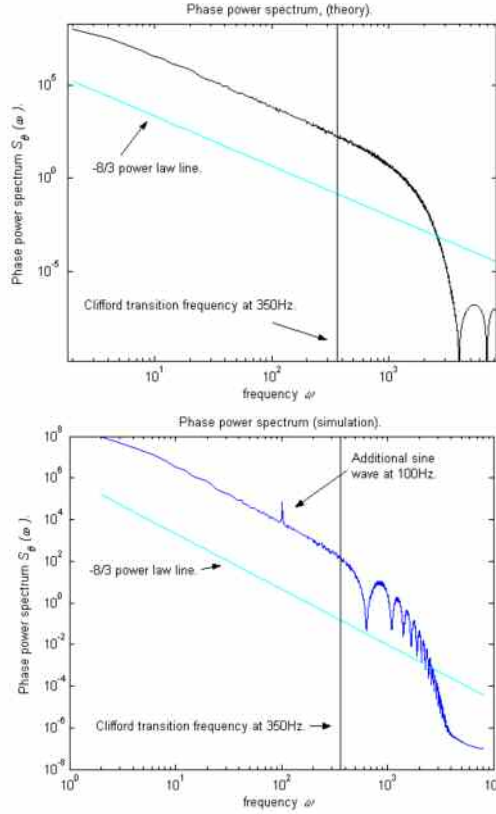 Phase power spectrum, (theory).
Phase power spectrum S_θ (ω).
10^5
10^0
10^-5
-8/3 power law line.
Clifford transition frequency at 350Hz.
10^1
10^2
10^3
frequency ω
Phase power spectrum (simulation).
Phase power spectrum S_θ (ω).
10^8
10^6
10^4
10^2
10^0
10^-2
10^-4
10^-6
10^-8
Additional sine
wave at 100Hz.
-8/3 power law line.
Clifford transition frequency at 350Hz.
10^0
10^1
10^2
10^3
10^4
frequency ω